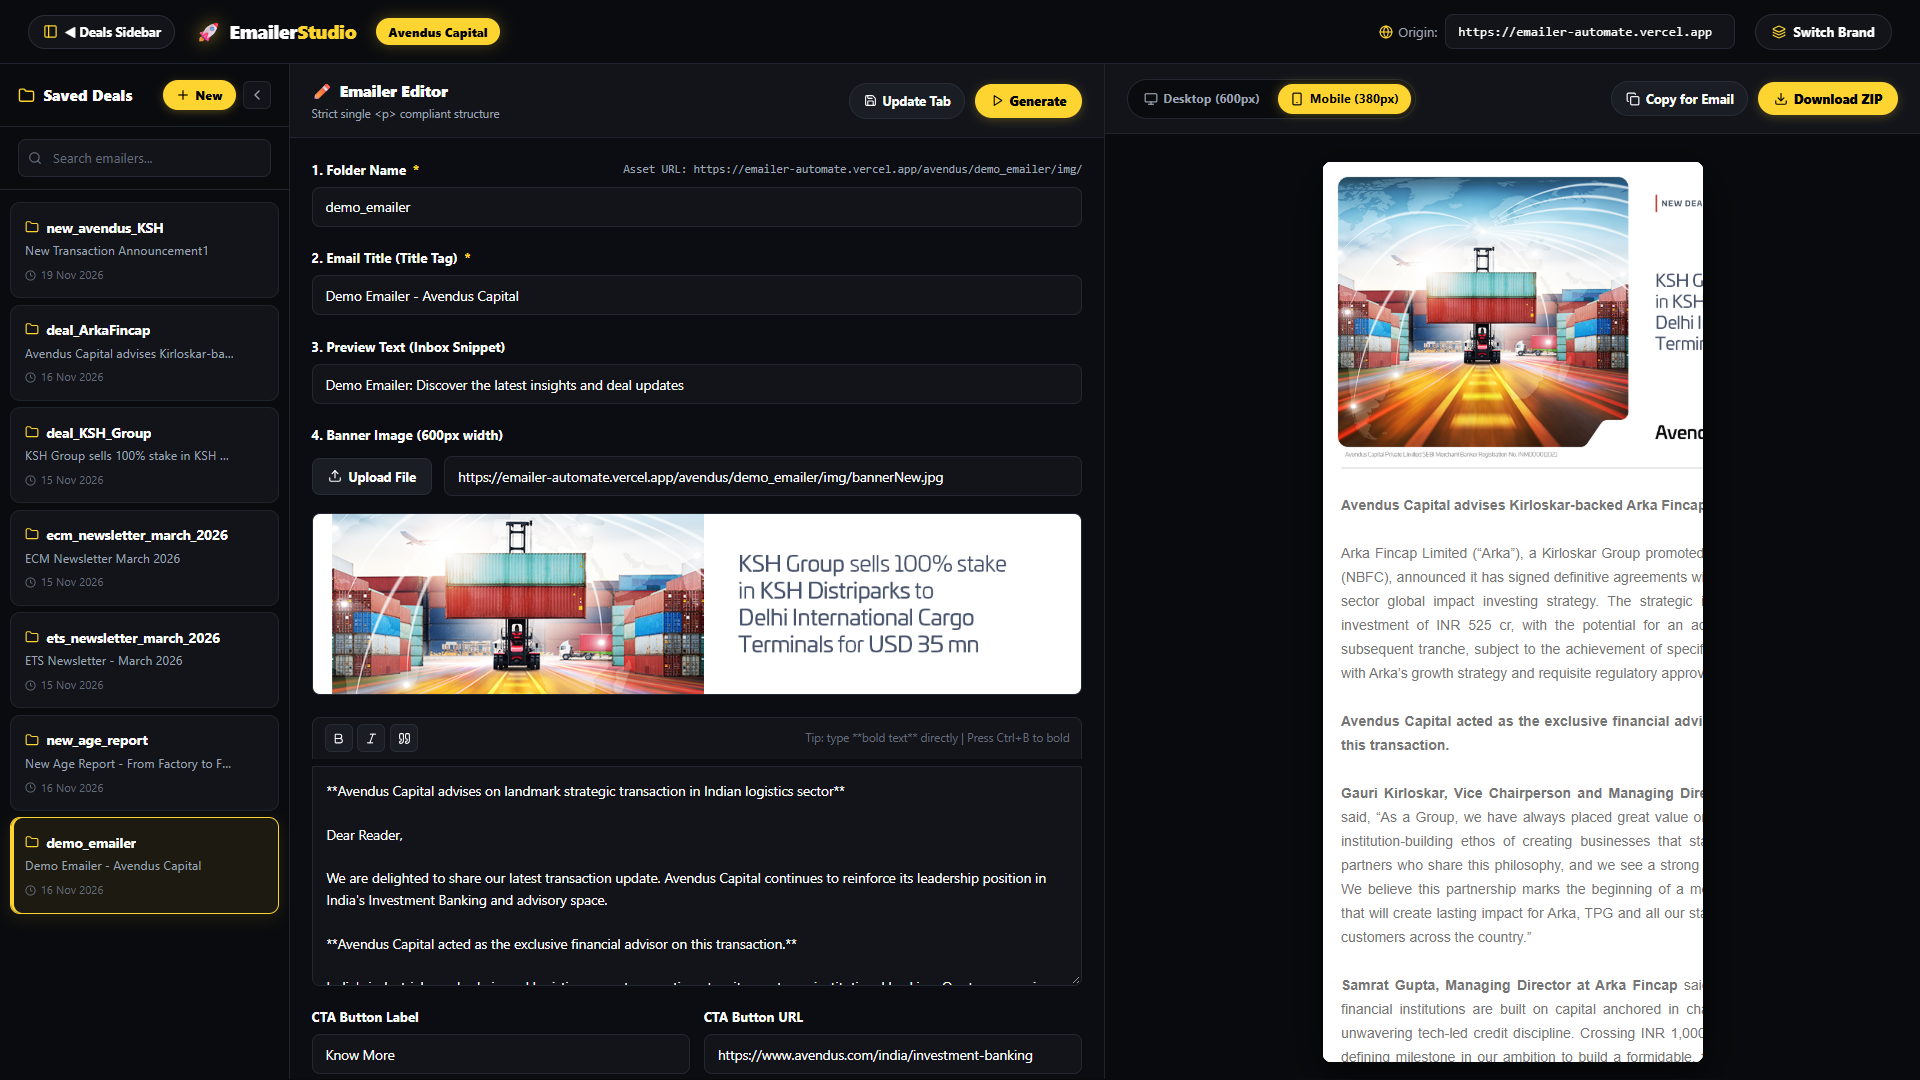 ◀ Deals Sidebar
🚀 EmailerStudio
Avendus Capital
Origin:
https://emailer-automate.vercel.app
Switch Brand
Saved Deals
+ New
Search emailers...
new_avendus_KSH
New Transaction Announcement1
19 Nov 2026
deal_ArkaFincap
Avendus Capital advises Kirloskar-ba...
16 Nov 2026
deal_KSH_Group
KSH Group sells 100% stake in KSH ...
15 Nov 2026
ecm_newsletter_march_2026
ECM Newsletter March 2026
15 Nov 2026
ets_newsletter_march_2026
ETS Newsletter - March 2026
15 Nov 2026
new_age_report
New Age Report - From Factory to F...
16 Nov 2026
demo_emailer
Demo Emailer - Avendus Capital
16 Nov 2026
Emailer Editor
Strict single <p> compliant structure
Update Tab
Generate
1. Folder Name *
Asset URL: https://emailer-automate.vercel.app/avendus/demo_emailer/img/
demo_emailer
2. Email Title (Title Tag) *
Demo Emailer - Avendus Capital
3. Preview Text (Inbox Snippet)
Demo Emailer: Discover the latest insights and deal updates
4. Banner Image (600px width)
Upload File
https://emailer-automate.vercel.app/avendus/demo_emailer/img/bannerNew.jpg
KSH Group sells 100% stake
in KSH Distriparks to
Delhi International Cargo
Terminals for USD 35 mn
B I
Tip: type **bold text** directly | Press Ctrl+B to bold
**Avendus Capital advises on landmark strategic transaction in Indian logistics sector**
Dear Reader,
We are delighted to share our latest transaction update. Avendus Capital continues to reinforce its leadership position in
India's Investment Banking and advisory space.
**Avendus Capital acted as the exclusive financial advisor on this transaction.**
CTA Button Label
Know More
CTA Button URL
https://www.avendus.com/india/investment-banking
Desktop (600px)
Mobile (380px)
Copy for Email
Download ZIP
NEW DEA
KSH G
in KSH
Delhi I
Termin
Avend
Avendus Capital Private Limited SEBI Merchant Banker Registration No.
Avendus Capital advises Kirloskar-backed Arka Fincap
Arka Fincap Limited (“Arka”), a Kirloskar Group promoted
(NBFC), announced it has signed definitive agreements w
sector global impact investing strategy. The strategic i
investment of INR 525 cr, with the potential for an ad
subsequent tranche, subject to the achievement of specif
with Arka’s growth strategy and requisite regulatory approv
Avendus Capital acted as the exclusive financial advi
this transaction.
Gauri Kirloskar, Vice Chairperson and Managing Dire
said, “As a Group, we have always placed great value o
institution-building ethos of creating businesses that sta
partners who share this philosophy, and we see a strong
We believe this partnership marks the beginning of a m
that will create lasting impact for Arka, TPG and all our sta
customers across the country.”
Samrat Gupta, Managing Director at Arka Fincap sai
financial institutions are built on capital anchored in cha
unwavering tech-led credit discipline. Crossing INR 1,000
defining milestone in our ambition to build a formidable,